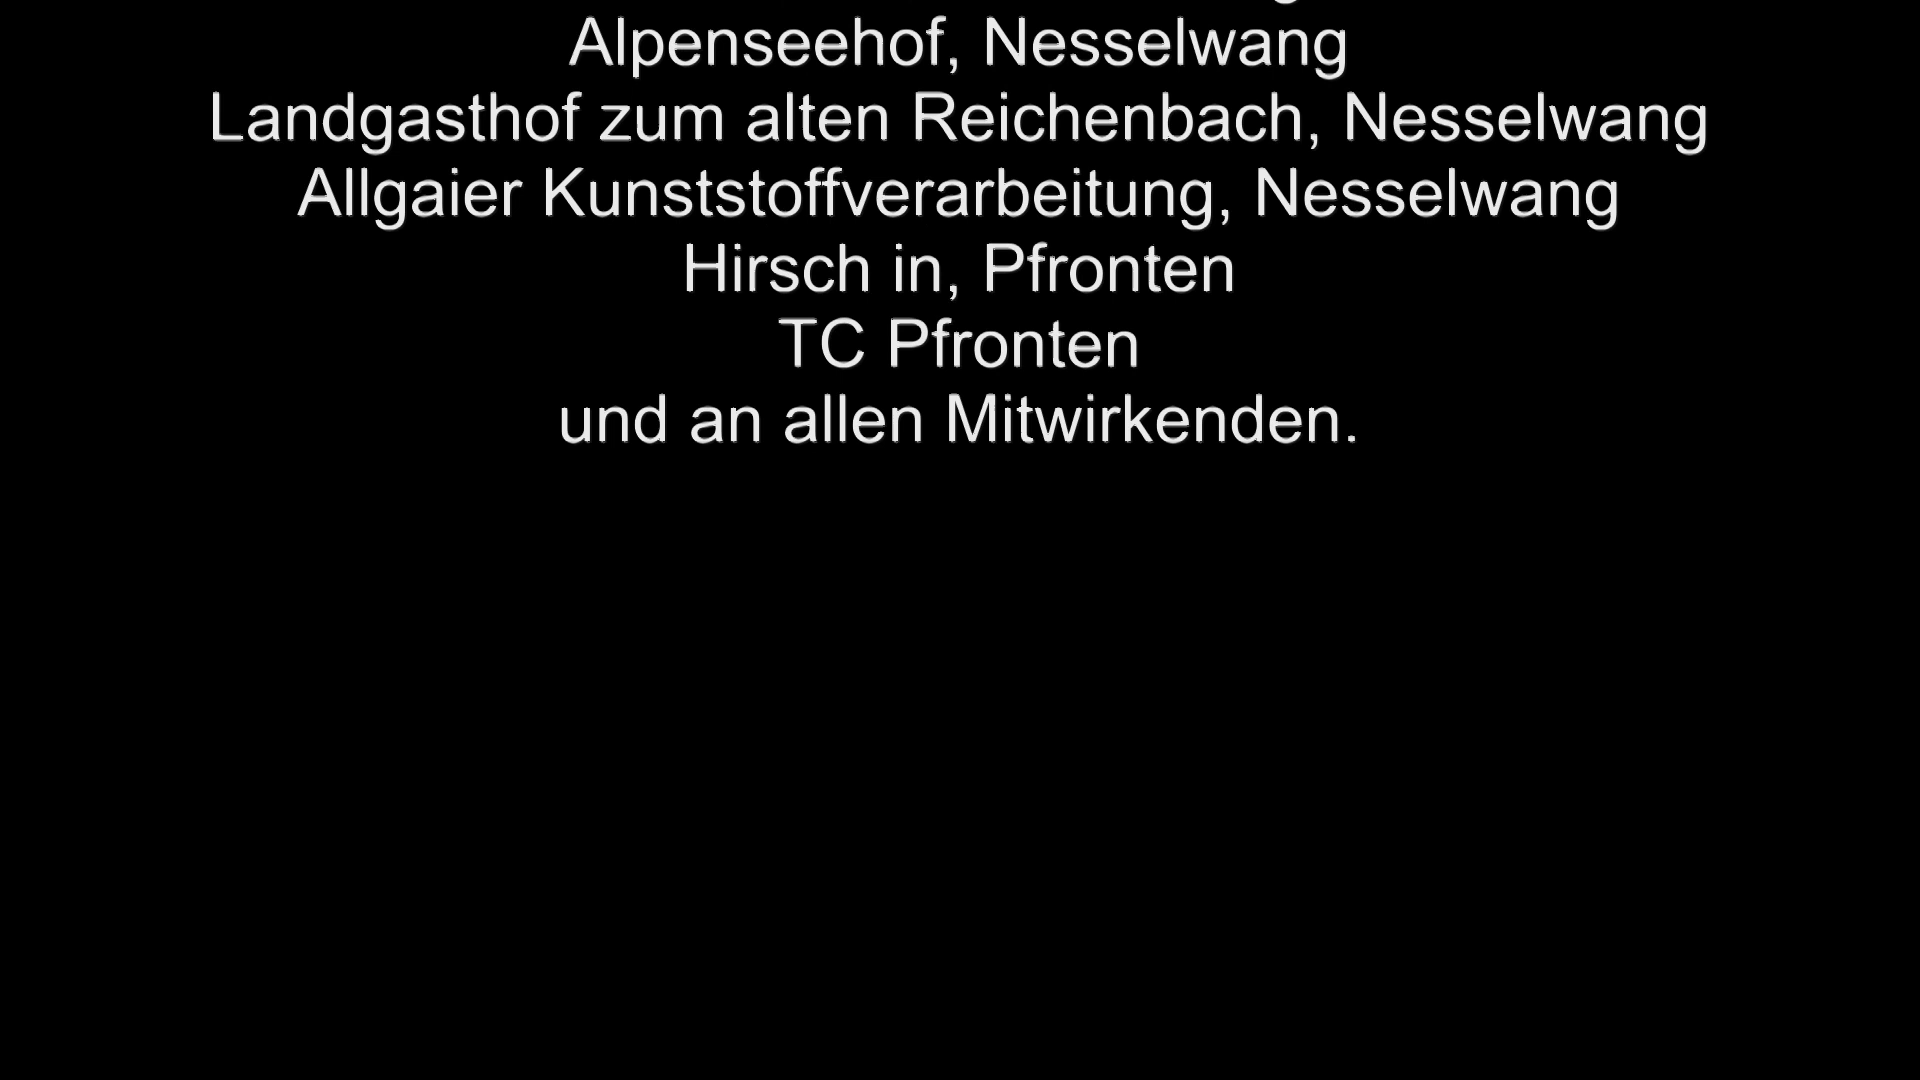 Alpenseehof, Nesselwang
Landgasthof zum alten Reichenbach, Nesselwang
Allgaier Kunststoffverarbeitung, Nesselwang
Hirsch in, Pfronten
TC Pfronten
und an allen Mitwirkenden.